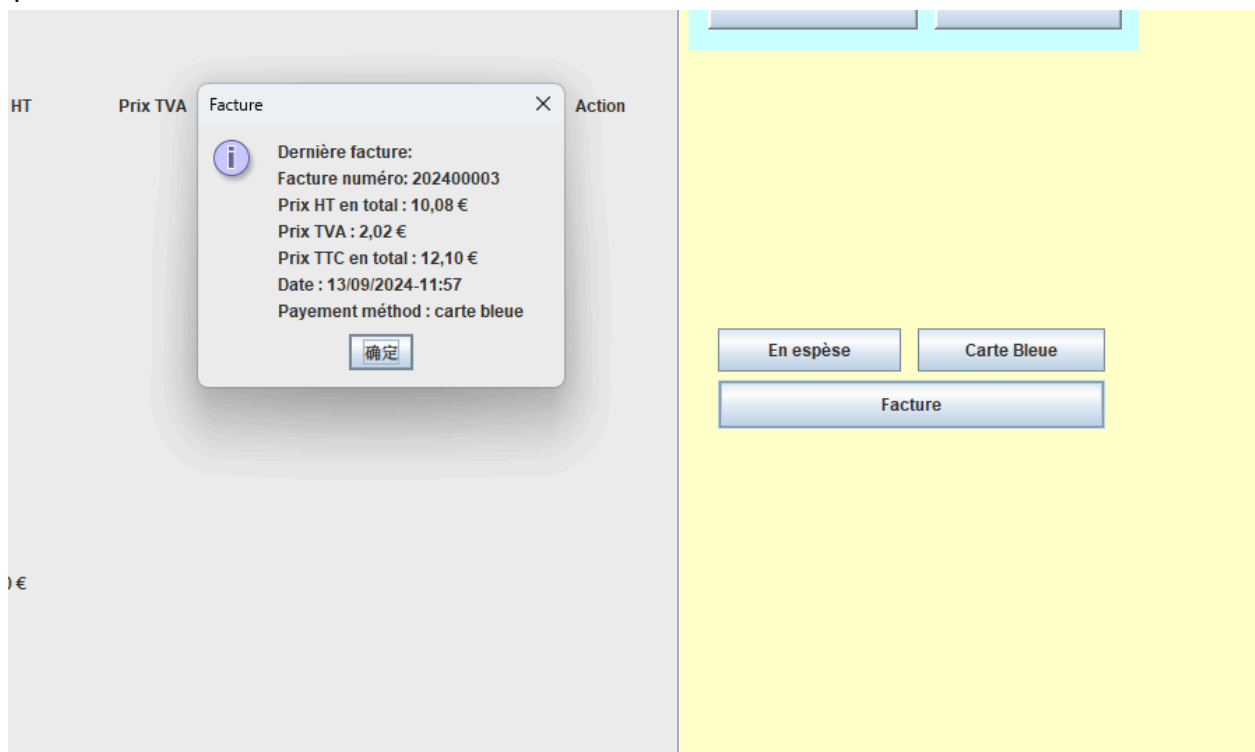 HT Prix TVA Action
Facture
Dernière facture:
Facture numéro: 202400003
Prix HT en total : 10,08 €
Prix TVA : 2,02 €
Prix TTC en total : 12,10 €
Date : 13/09/2024-11:57
Payement méthod : carte bleue
确定
En espèse Carte Bleue
Facture
€